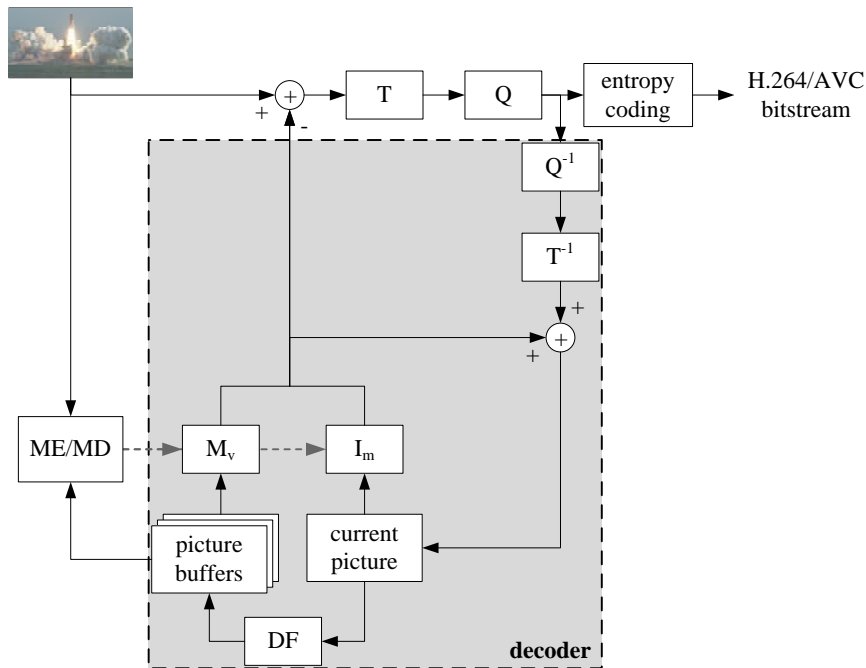 +
T
Q
entropy
coding
H.264/AVC
bitstream
+
-
Q-1
T-1
+
+
+
ME/MD
Mv
Im
picture
buffers
current
picture
DF
decoder